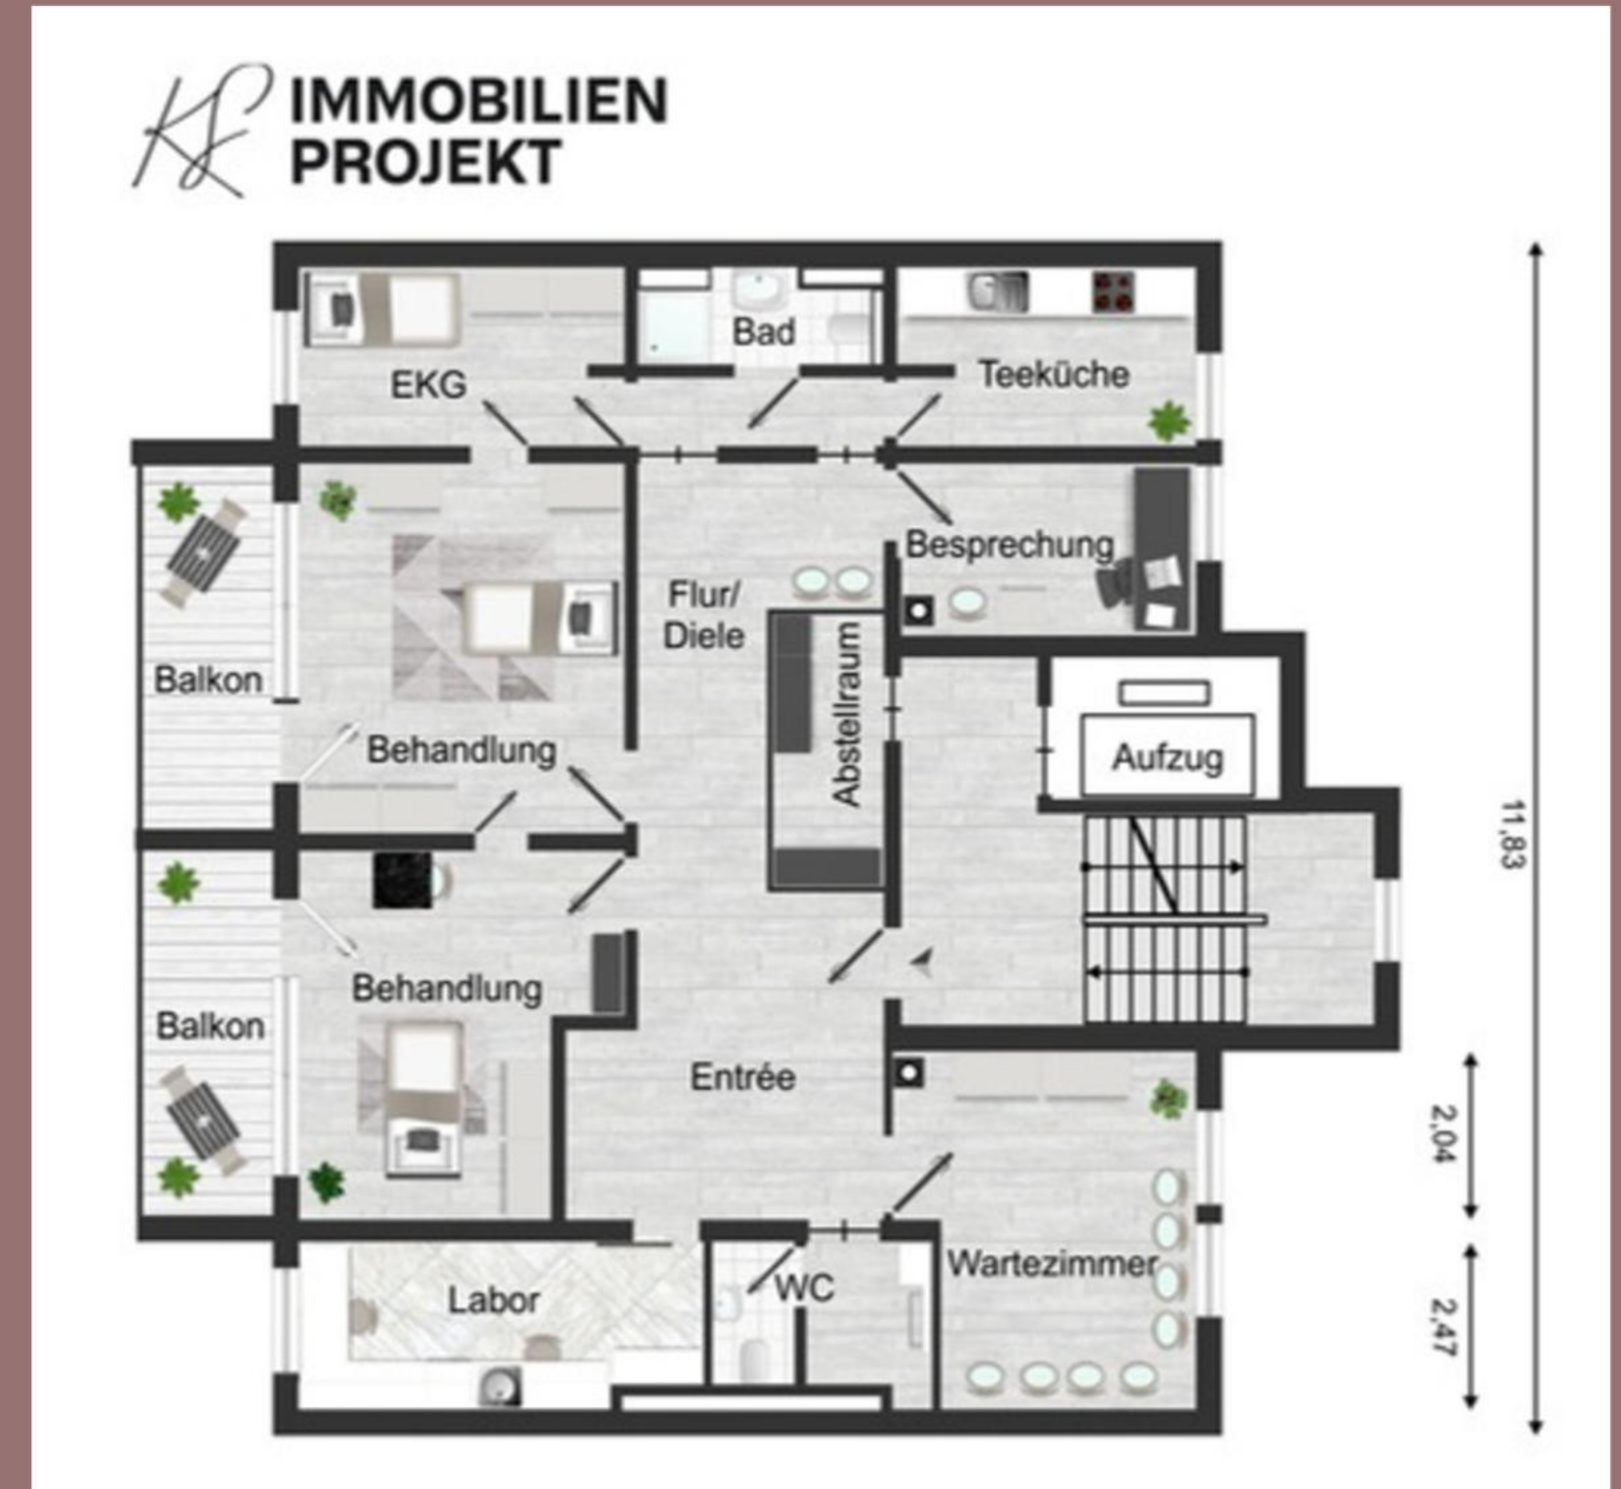 KF
IMMOBILIEN
PROJEKT
Bad
EKG
Teeküche
Besprechung
Flur/
Diele
Abstellraum
Balkon
Behandlung
Aufzug
11,83
Behandlung
Balkon
Entrée
2,04
Wartezimmer
WC
Labor
2,47